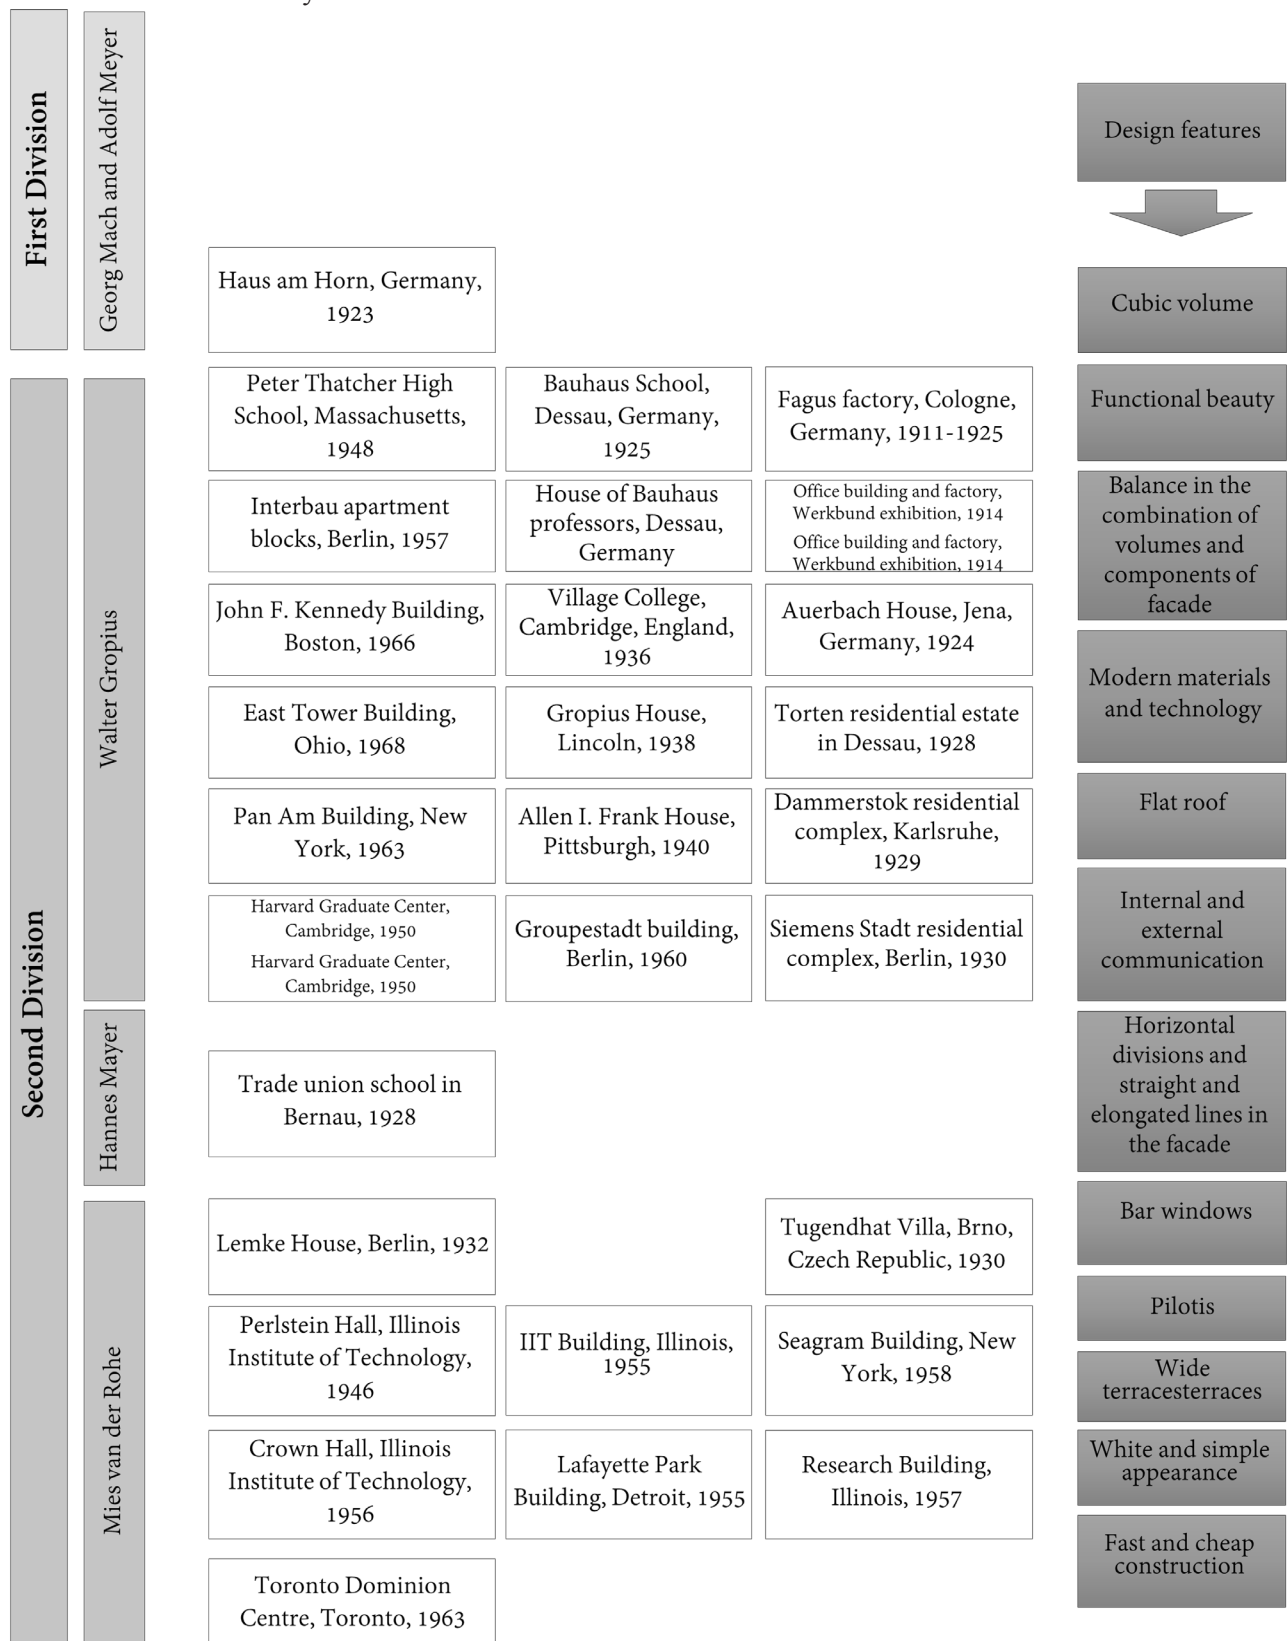 First Division
Georg Mach and Adolf Meyer
Haus am Horn, Germany,
1923
Second Division
Walter Gropius
Peter Thatcher High
School, Massachusetts,
1948
Bauhaus School,
Dessau, Germany,
1925
Fagus factory, Cologne,
Germany, 1911-1925
Interbau apartment
blocks, Berlin, 1957
House of Bauhaus
professors, Dessau,
Germany
Office building and factory,
Werkbund exhibition, 1914
Office building and factory,
Werkbund exhibition, 1914
John F. Kennedy Building,
Boston, 1966
Village College,
Cambridge, England,
1936
Auerbach House, Jena,
Germany, 1924
East Tower Building,
Ohio, 1968
Gropius House,
Lincoln, 1938
Torten residential estate
in Dessau, 1928
Pan Am Building, New
York, 1963
Allen I. Frank House,
Pittsburgh, 1940
Dammerstok residential
complex, Karlsruhe,
1929
Harvard Graduate Center,
Cambridge, 1950
Harvard Graduate Center,
Cambridge, 1950
Groupestadt building,
Berlin, 1960
Siemens Stadt residential
complex, Berlin, 1930
Hannes Mayer
Trade union school in
Bernau, 1928
Mies van der Rohe
Lemke House, Berlin, 1932
Tugendhat Villa, Brno,
Czech Republic, 1930
Perlstein Hall, Illinois
Institute of Technology,
1946
IIT Building, Illinois,
1955
Seagram Building, New
York, 1958
Crown Hall, Illinois
Institute of Technology,
1956
Lafayette Park
Building, Detroit, 1955
Research Building,
Illinois, 1957
Toronto Dominion
Centre, Toronto, 1963
Design features
Cubic volume
Functional beauty
Balance in the
combination of
volumes and
components of
facade
Modern materials
and technology
Flat roof
Internal and
external
communication
Horizontal
divisions and
straight and
elongated lines in
the facade
Bar windows
Pilotis
Wide
terracesterraces
White and simple
appearance
Fast and cheap
construction